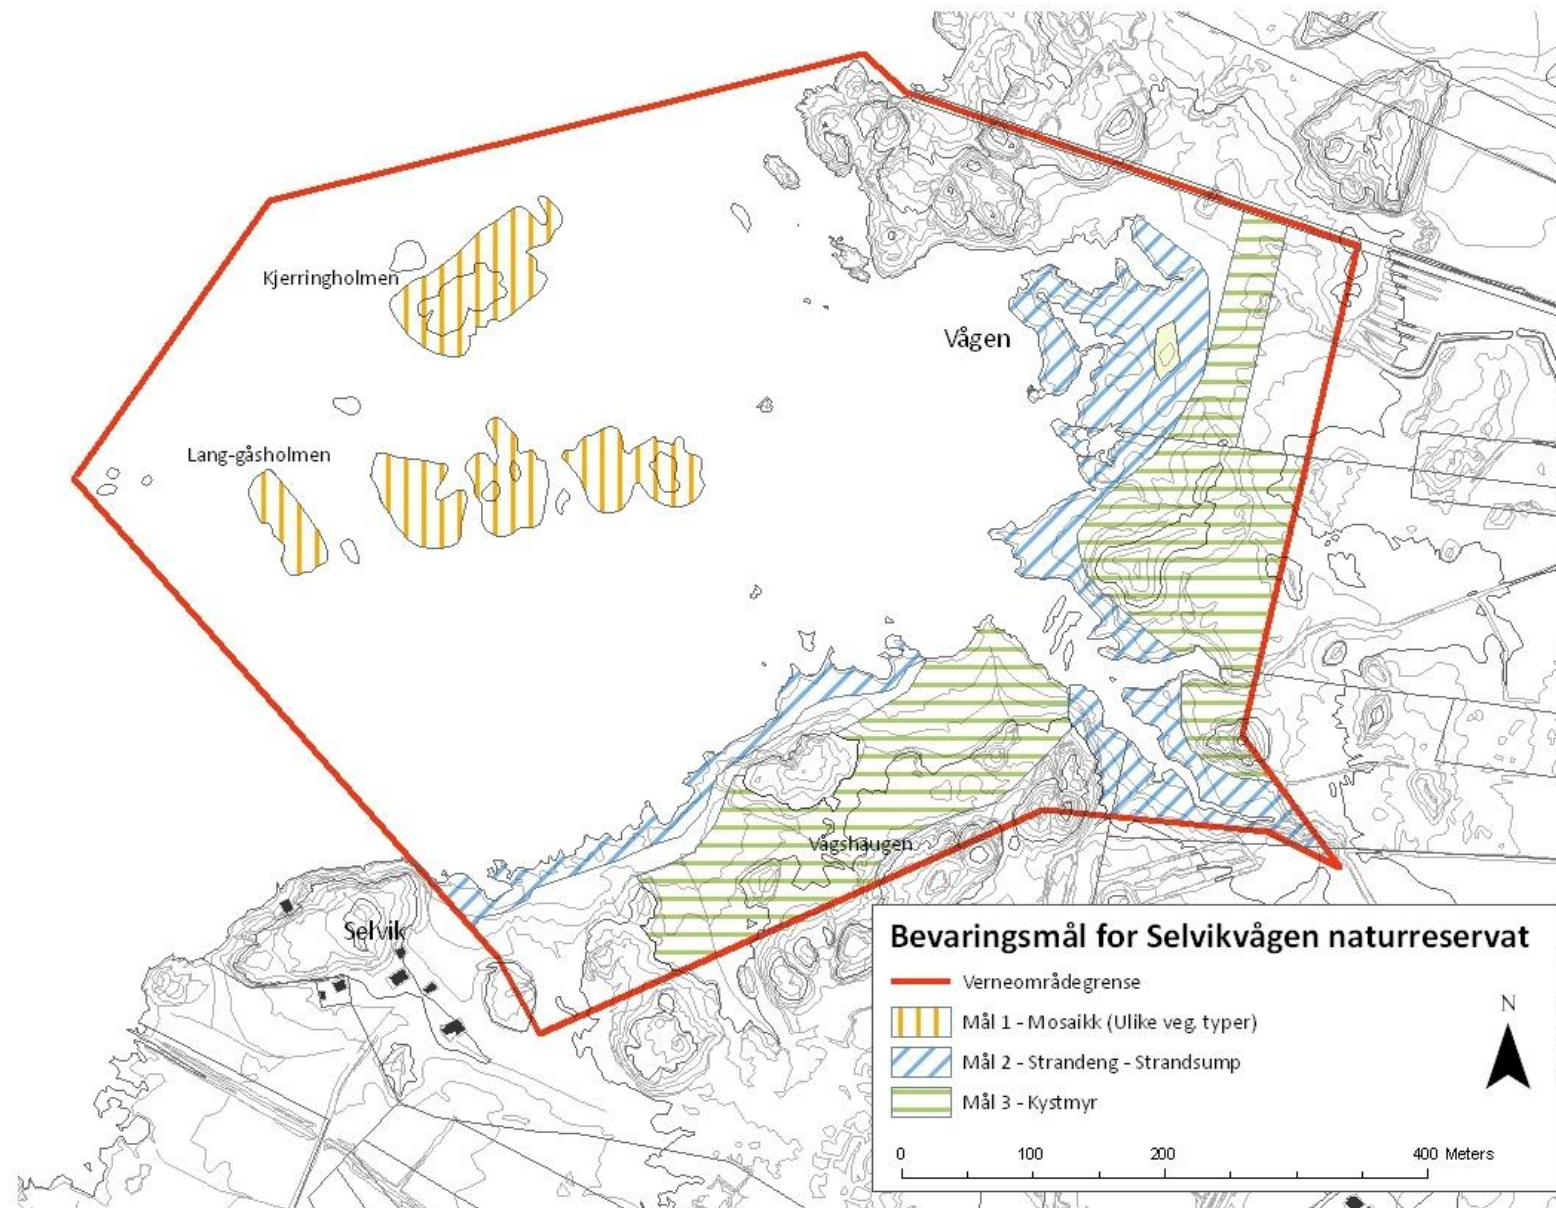 Kjerringholmen
Vågen
Lang-gåsholmen
Vågshaugen
Selvik
Bevaringsmål for Selvikvågen naturreservat
Verneområdegrense
Mål 1 - Mosaikk (Ulike veg. typer)
Mål 2 - Strandeng - Strandsump
Mål 3 - Kystmyr
N
0 100 200 400 Meters